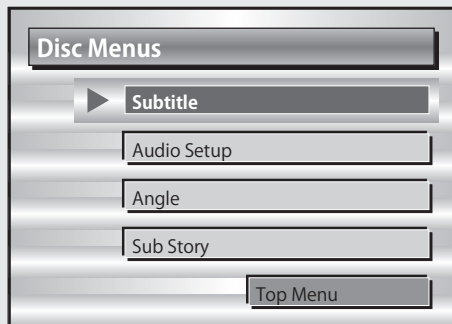 Disc Menus
Subtitle
Audio Setup
Angle
Sub Story
Top Menu